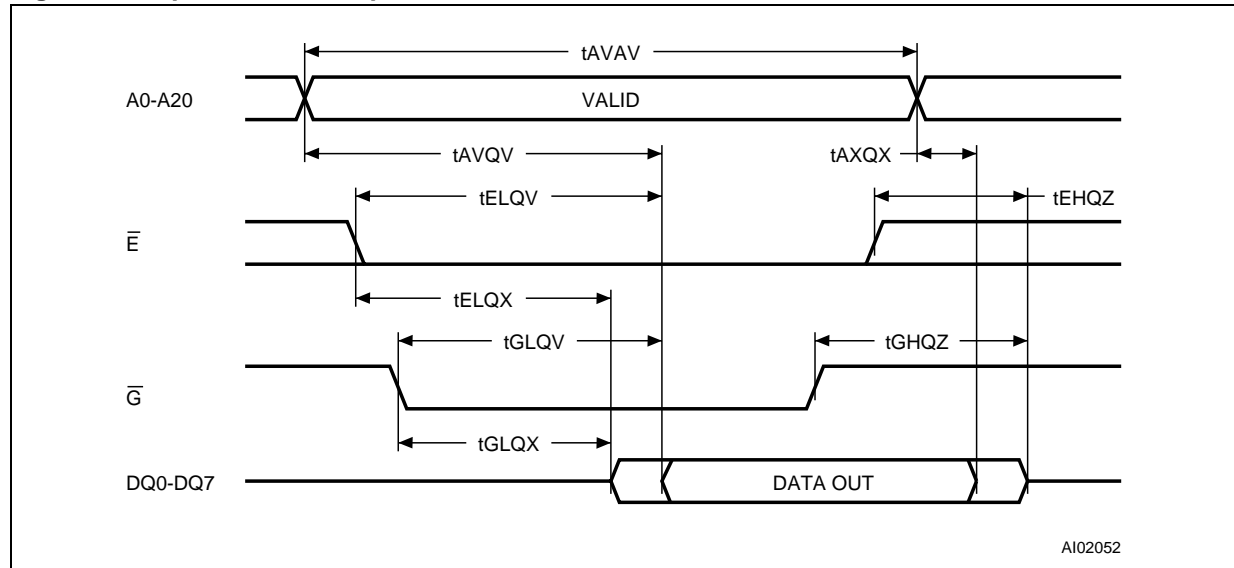 tAVAV
A0-A20
VALID
tAVQV
tAXQX
tELQV
tEHQZ
E̅
tELQX
tGLQV
tGHQZ
G̅
tGLQX
DQ0-DQ7
DATA OUT
AI02052